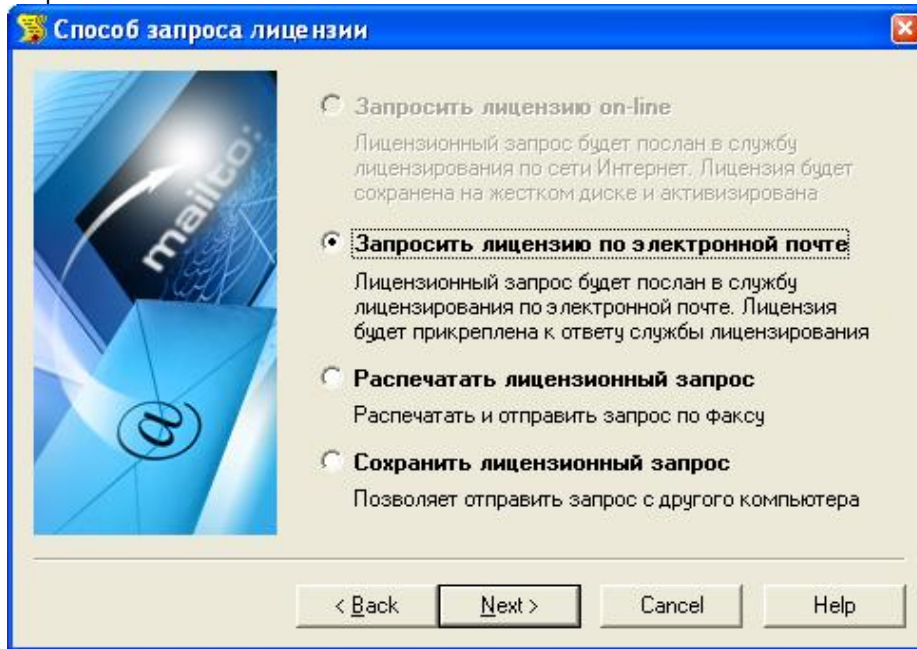 Способ запроса лицензии
mailto:
@
Запросить лицензию on-line
Лицензионный запрос будет послан в службу
лицензирования по сети Интернет. Лицензия будет
сохранена на жестком диске и активизирована
Запросить лицензию по электронной почте
Лицензионный запрос будет послан в службу
лицензирования по электронной почте. Лицензия
будет прикреплена к ответу службы лицензирования
Распечатать лицензионный запрос
Распечатать и отправить запрос по факсу
Сохранить лицензионный запрос
Позволяет отправить запрос с другого компьютера
< Back Next > Cancel Help